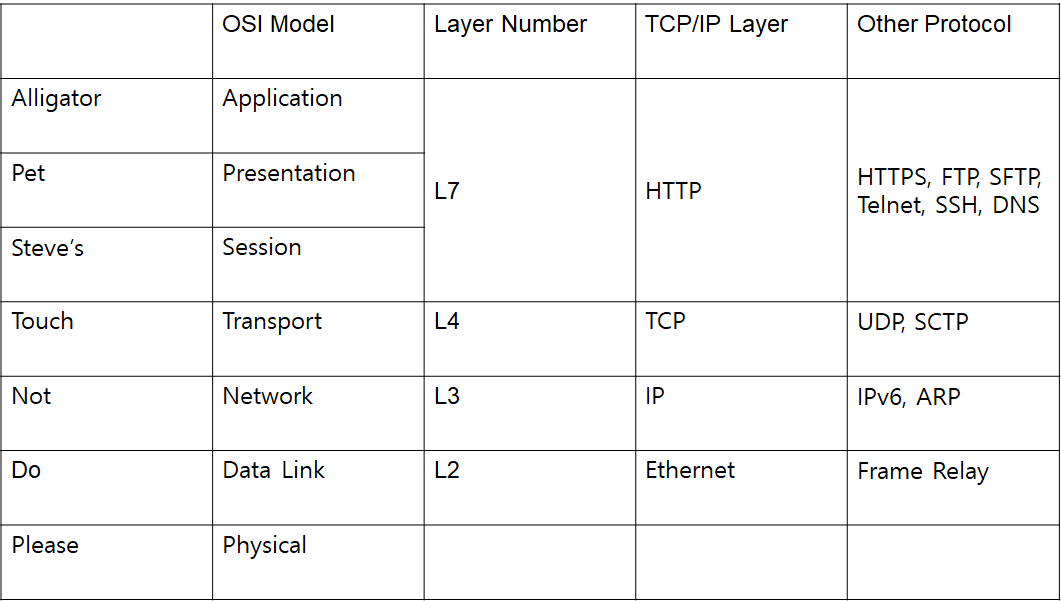 OSI Model
Layer Number
TCP/IP Layer
Other Protocol
Alligator
Application
L7
HTTP
HTTPS, FTP, SFTP,
Telnet, SSH, DNS
Pet
Presentation
Steve’s
Session
Touch
Transport
L4
TCP
UDP, SCTP
Not
Network
L3
IP
IPv6, ARP
Do
Data Link
L2
Ethernet
Frame Relay
Please
Physical